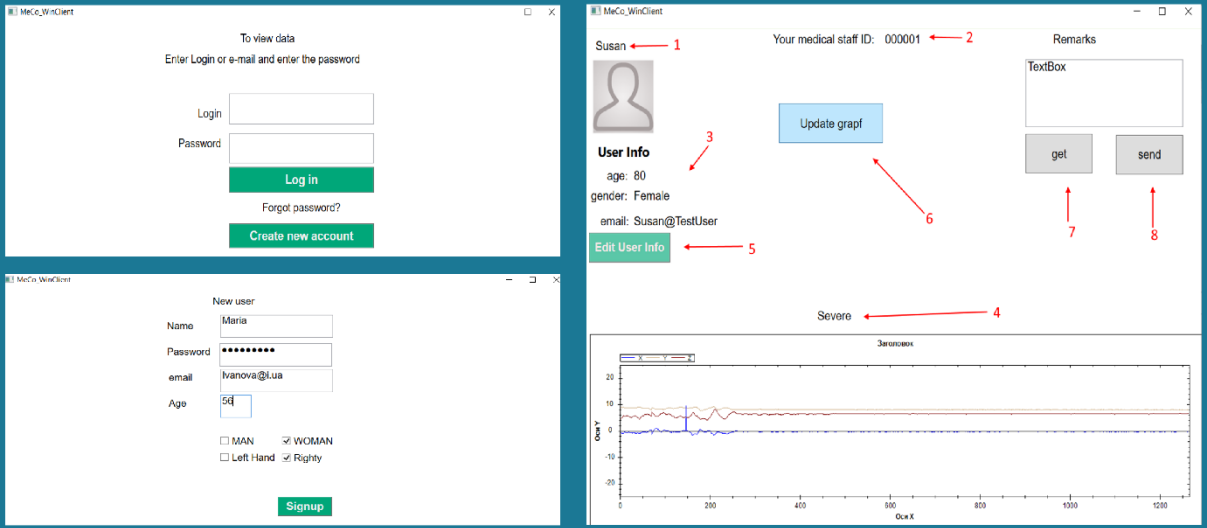 MeCo_WinClient
To view data
Enter Login or e-mail and enter the password
Login
Password
Log in
Forgot password?
Create new account
MeCo_WinClient
New user
Name Maria
Password ●●●●●●●●●
email Ivanova@i.ua
Age 56
MAN WOMAN
Left Hand Righty
Signup
MeCo_WinClient
Susan 1
Your medical staff ID: 000001 2
Remarks
TextBox
Update grapf
get send
3
User Info
age: 80
gender: Female
email: Susan@TestUser
Edit User Info 5
6
7
8
Severe 4
Заголовок
X Y Z
20
10
0
-10
-20
Оси Y
0 200 400 600 800 1000 1200
Оси X